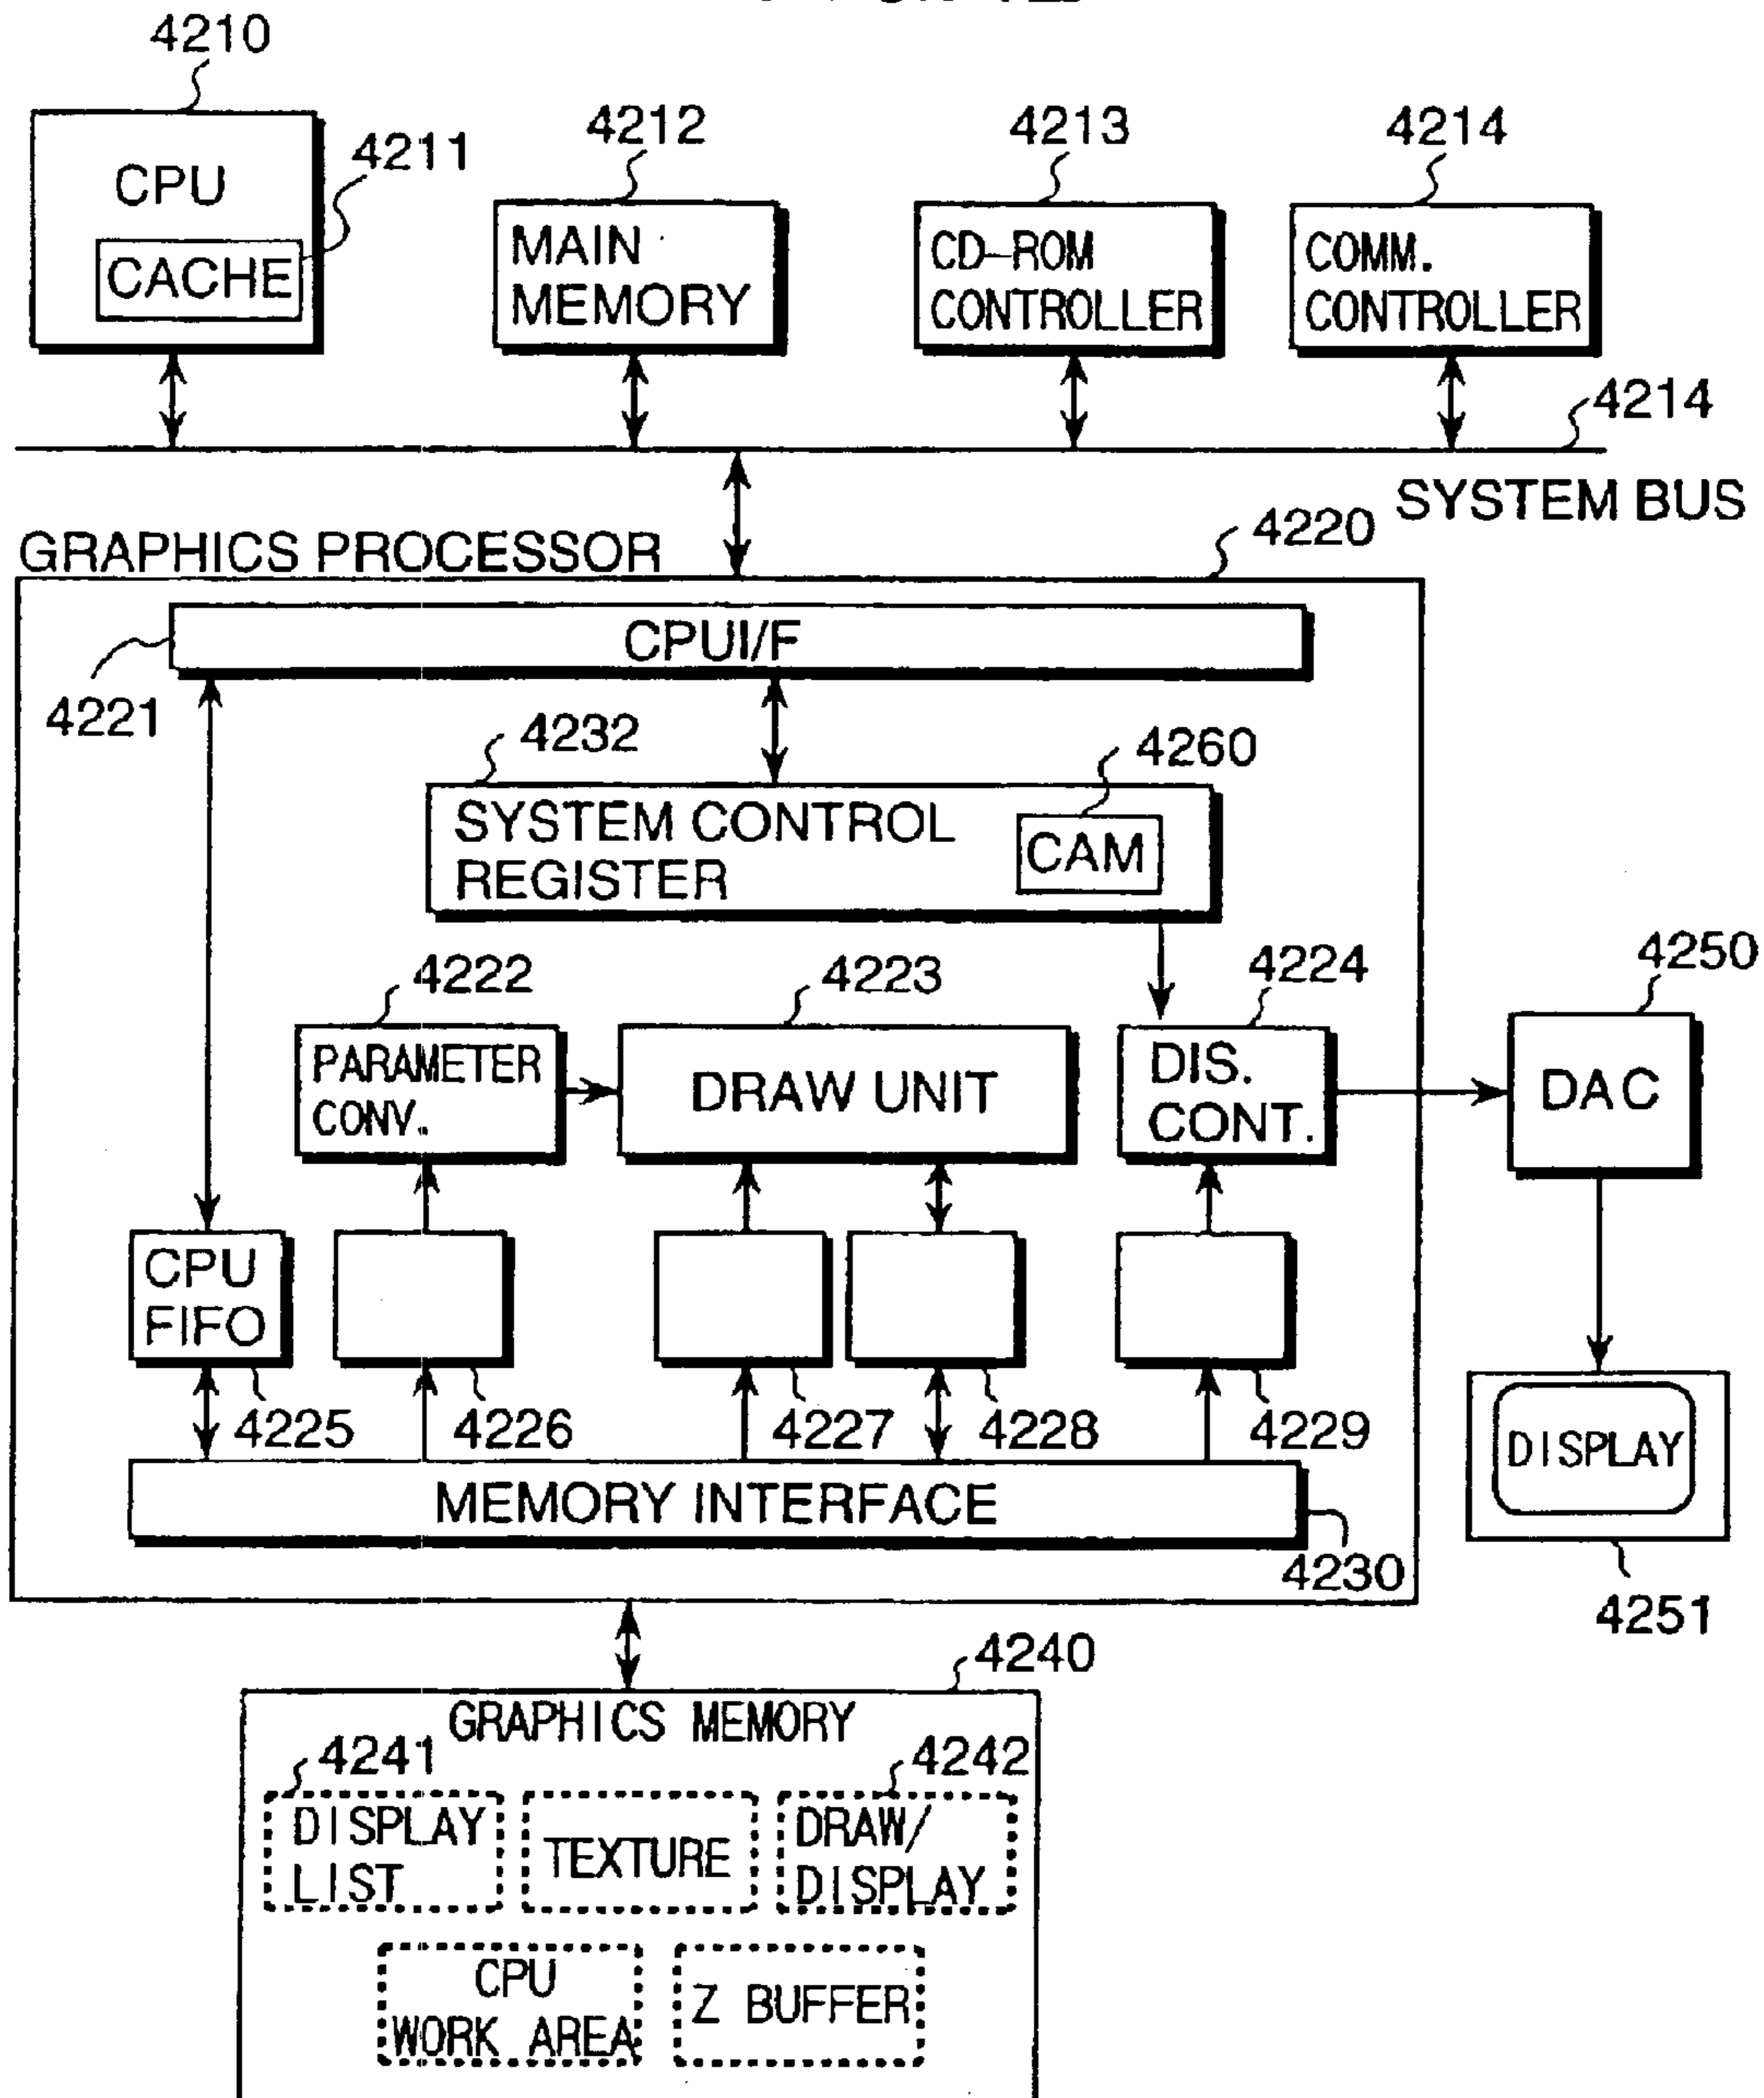 4210
4211
4212
4213
4214
CPU
CACHE
MAIN
MEMORY
CD-ROM
CONTROLLER
COMM.
CONTROLLER
4214
SYSTEM BUS
GRAPHICS PROCESSOR
4220
CPUI/F
4221
4232
4260
SYSTEM CONTROL
REGISTER
CAM
4222
4223
4224
4250
PARAMETER
CONV.
DRAW UNIT
DIS.
CONT.
DAC
CPU
FIFO
4225
4226
4227
4228
4229
DISPLAY
MEMORY INTERFACE
4230
4251
4240
GRAPHICS MEMORY
4241
4242
DISPLAY
LIST
TEXTURE
DRAW/
DISPLAY
CPU
WORK AREA
Z BUFFER